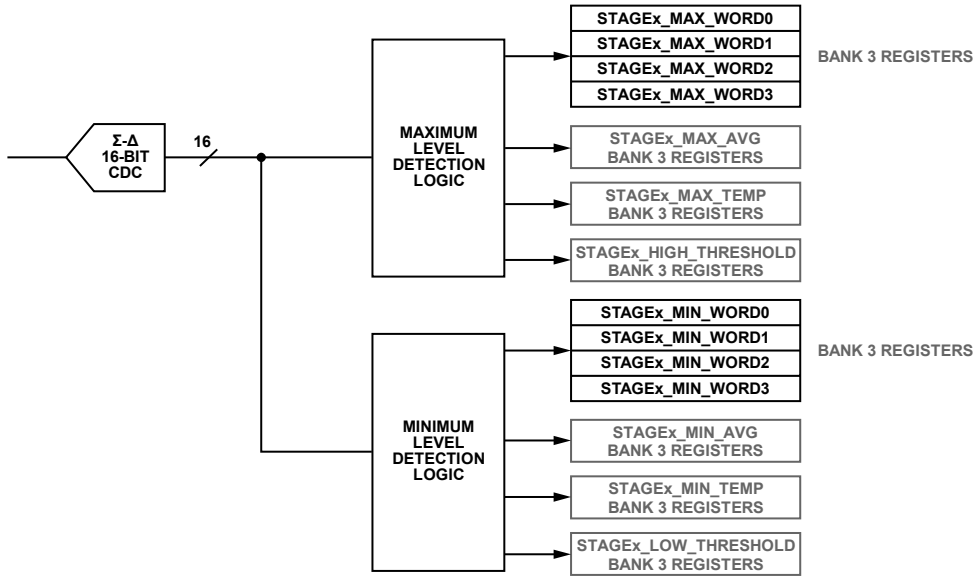 STAGEx_MAX_WORD0
STAGEx_MAX_WORD1
STAGEx_MAX_WORD2
STAGEx_MAX_WORD3
BANK 3 REGISTERS
Σ-Δ
16-BIT
CDC
16
MAXIMUM
LEVEL
DETECTION
LOGIC
STAGEx_MAX_AVG
BANK 3 REGISTERS
STAGEx_MAX_TEMP
BANK 3 REGISTERS
STAGEx_HIGH_THRESHOLD
BANK 3 REGISTERS
STAGEx_MIN_WORD0
STAGEx_MIN_WORD1
STAGEx_MIN_WORD2
STAGEx_MIN_WORD3
BANK 3 REGISTERS
MINIMUM
LEVEL
DETECTION
LOGIC
STAGEx_MIN_AVG
BANK 3 REGISTERS
STAGEx_MIN_TEMP
BANK 3 REGISTERS
STAGEx_LOW_THRESHOLD
BANK 3 REGISTERS